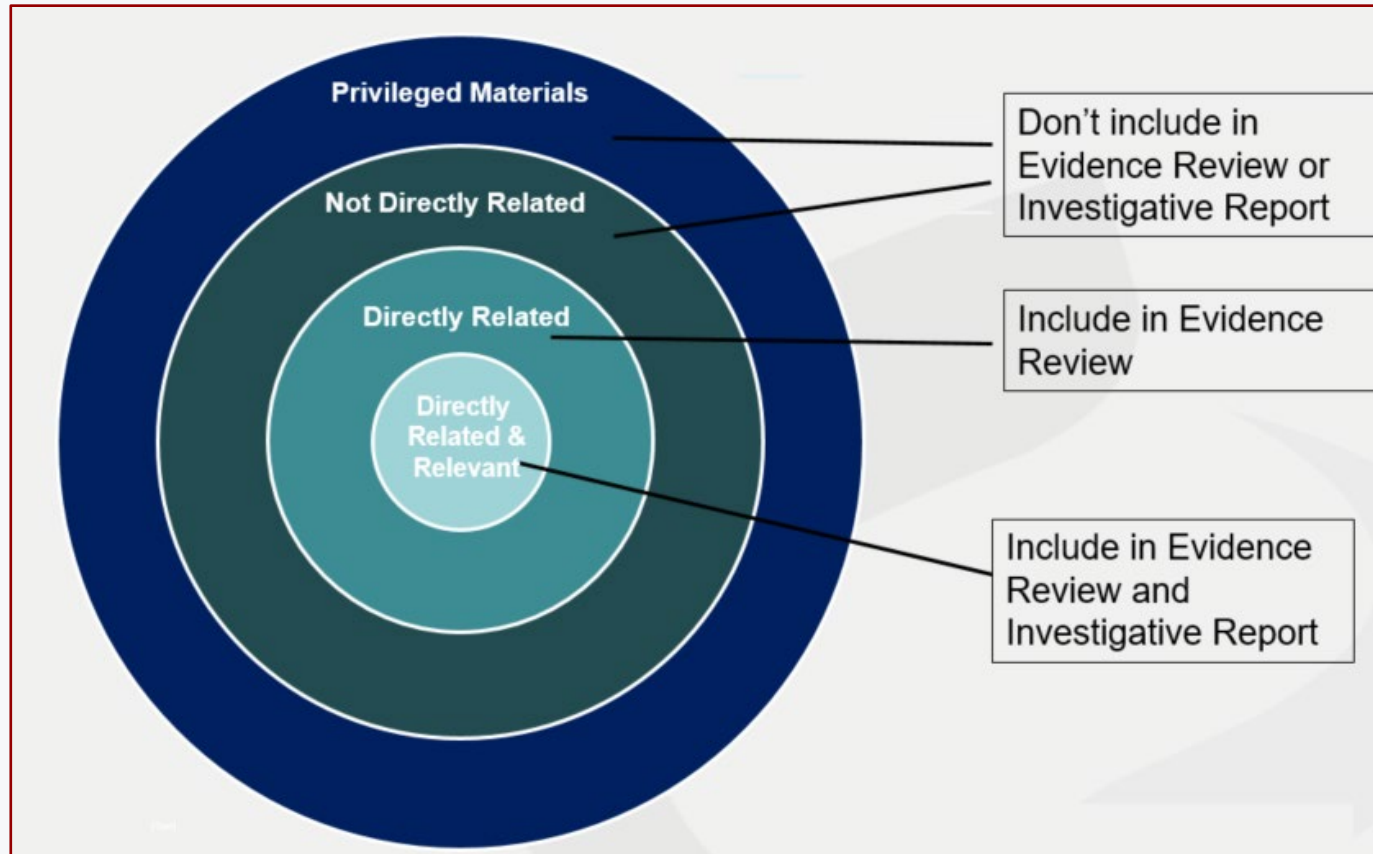 Privileged Materials
Not Directly Related
Directly Related
Directly
Related &
Relevant
Don't include in
Evidence Review or
Investigative Report
Include in Evidence
Review
Include in Evidence
Review and
Investigative Report